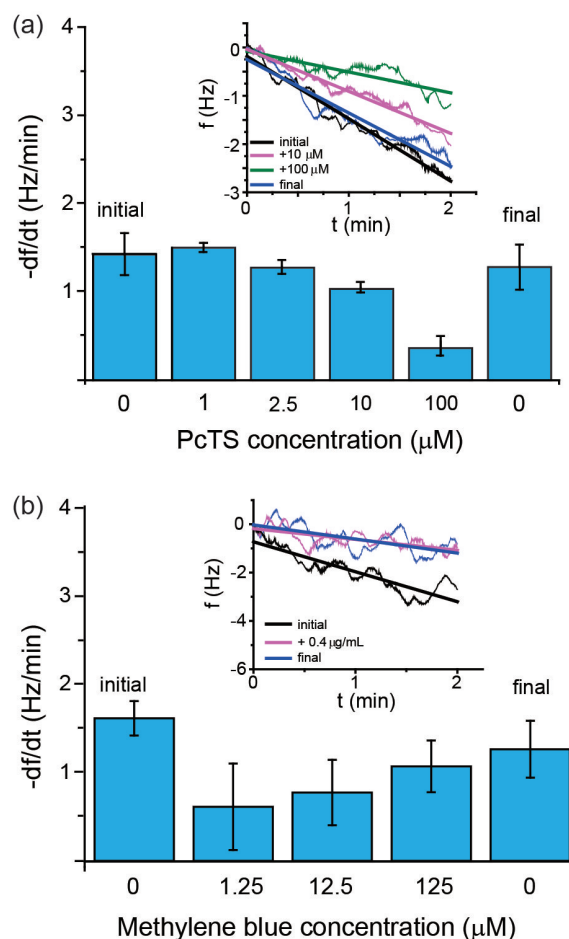 (a)
4
3
2
1
-df/dt (Hz/min)
initial
final
0
-1
-2
-3
f (Hz)
initial
+10 μM
+100 μM
final
0
1
2
t (min)
0
1
2.5
10
100
0
PcTS concentration (μM)
(b)
4
3
2
1
-df/dt (Hz/min)
initial
final
0
-2
-4
-6
f (Hz)
initial
+ 0.4 μg/mL
final
0
1
2
t (min)
0
1.25
12.5
125
0
Methylene blue concentration (μM)